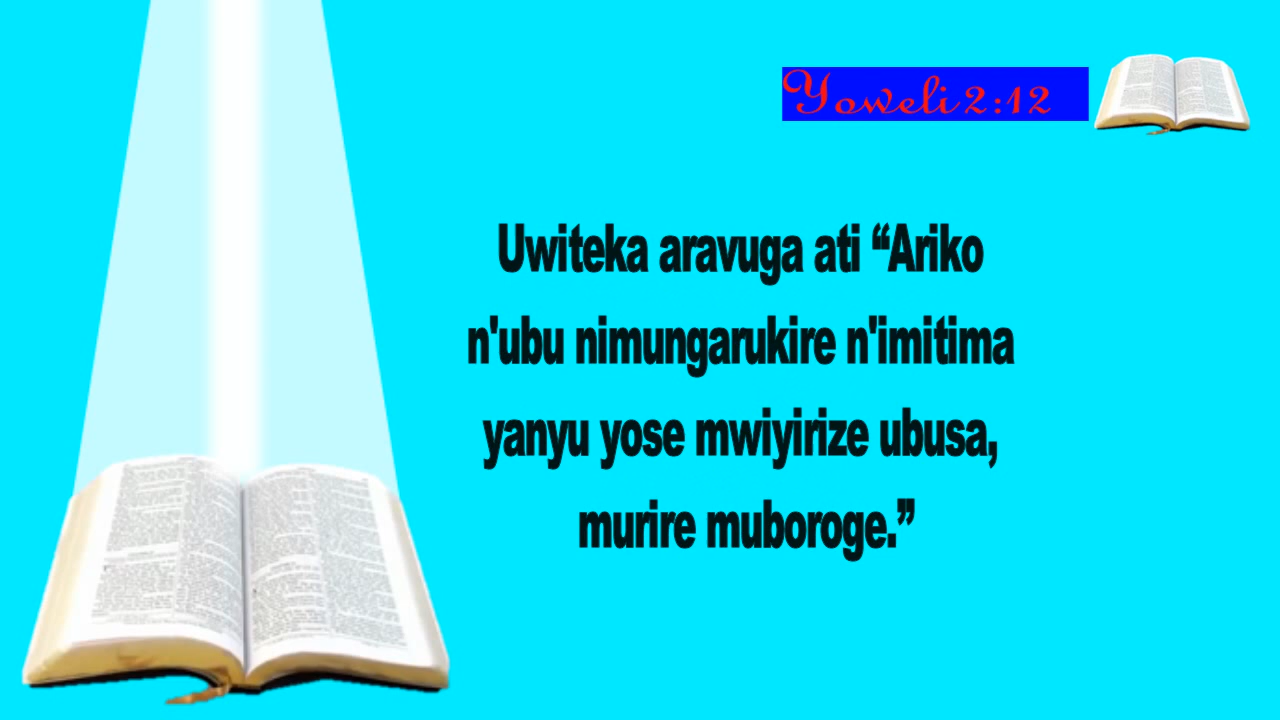 Yoweli 2:12
Uwiteka aravuga ati “Ariko
n'ubu nimungarukire n'imitima
yanyu yose mwiyirize ubusa,
murire muboroge.”